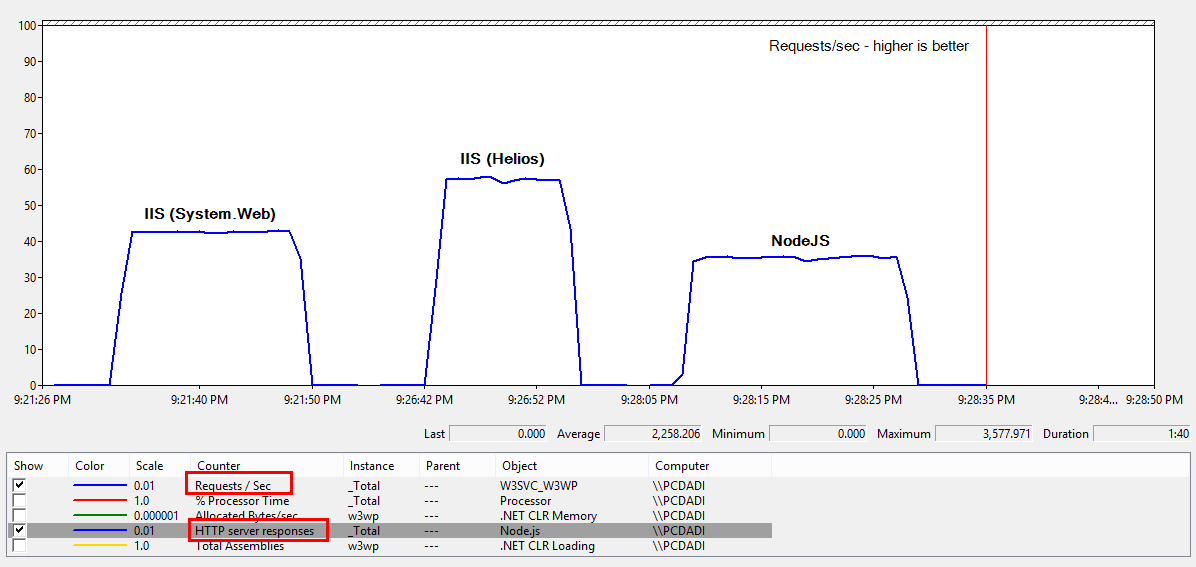 100
Requests/sec - higher is better
90
80
70
IIS (Helios)
60
50
IIS (System.Web)
40
NodeJS
30
20
10
0
9:21:26 PM 9:21:40 PM 9:21:50 PM 9:26:42 PM 9:26:52 PM 9:28:05 PM 9:28:15 PM 9:28:25 PM 9:28:35 PM 9:28:4... 9:28:50 PM
Last 0.000 Average 2,258.206 Minimum 0.000 Maximum 3,577.971 Duration 1:40
Show Color Scale Counter Instance Parent Object Computer
0.01 Requests / Sec _Total --- W3SVC_W3WP \\PCDADI
1.0 % Processor Time _Total --- Processor \\PCDADI
0.000001 Allocated Bytes/sec w3wp --- .NET CLR Memory \\PCDADI
0.01 HTTP server responses _Total --- Node.js \\PCDADI
1.0 Total Assemblies w3wp --- .NET CLR Loading \\PCDADI